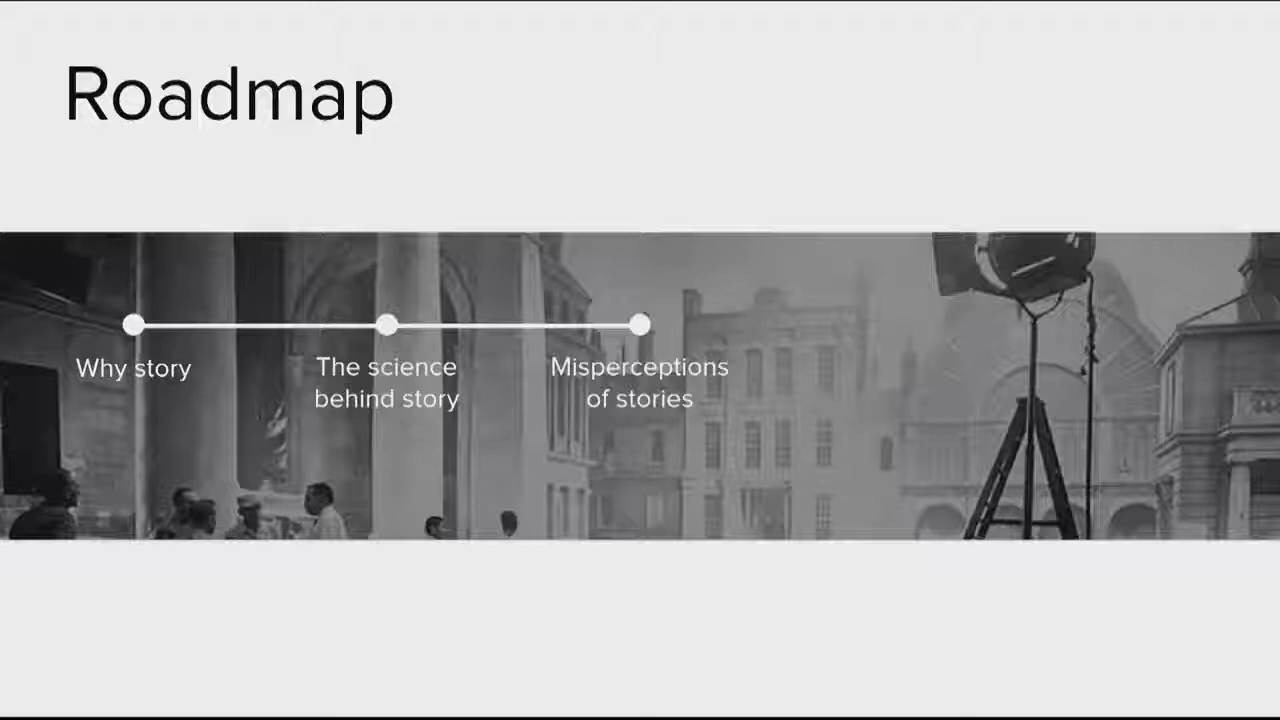 Roadmap
Why story
The science
behind story
Misperceptions
of stories